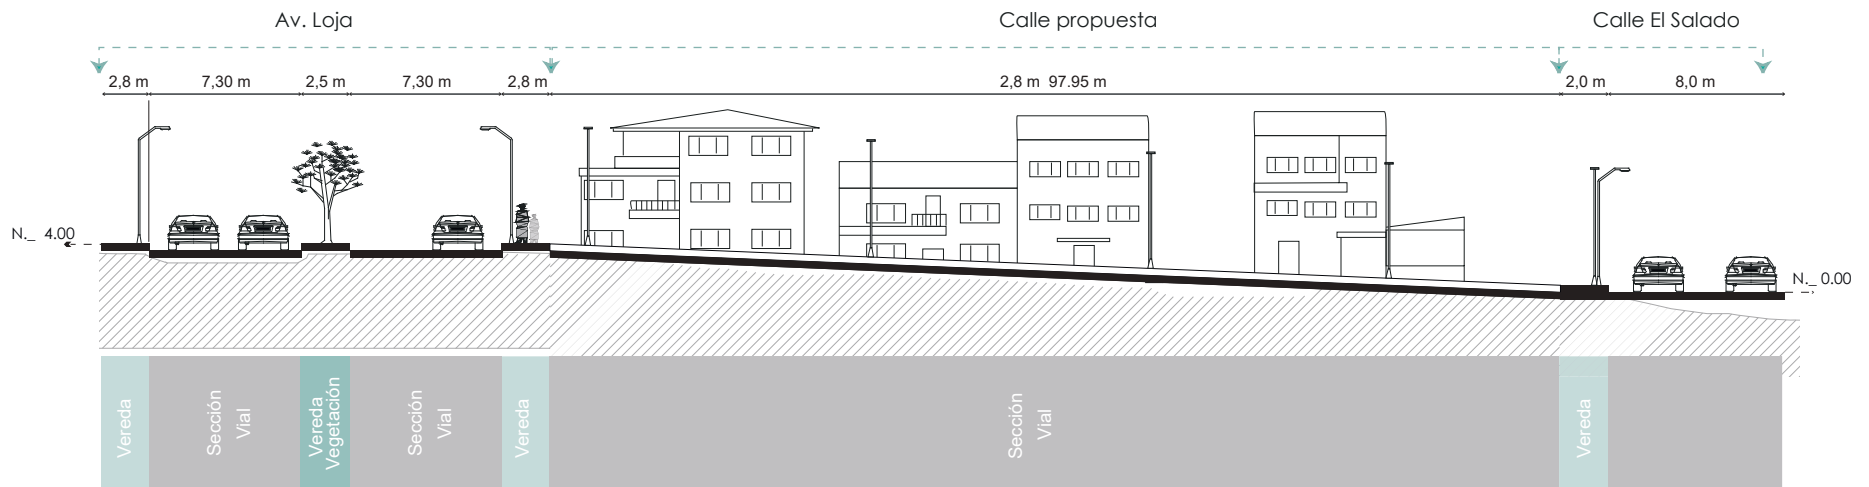 Av. Loja
Calle propuesta
Calle El Salado
2,8 m
7,30 m
2,5 m
7,30 m
2,8 m
2,8 m 97.95 m
2,0 m
8,0 m
N._ 4.00
N._ 0.00
Vereda
Sección
Vial
Vereda
Vegetación
Sección
Vial
Vereda
Sección
Vial
Vereda